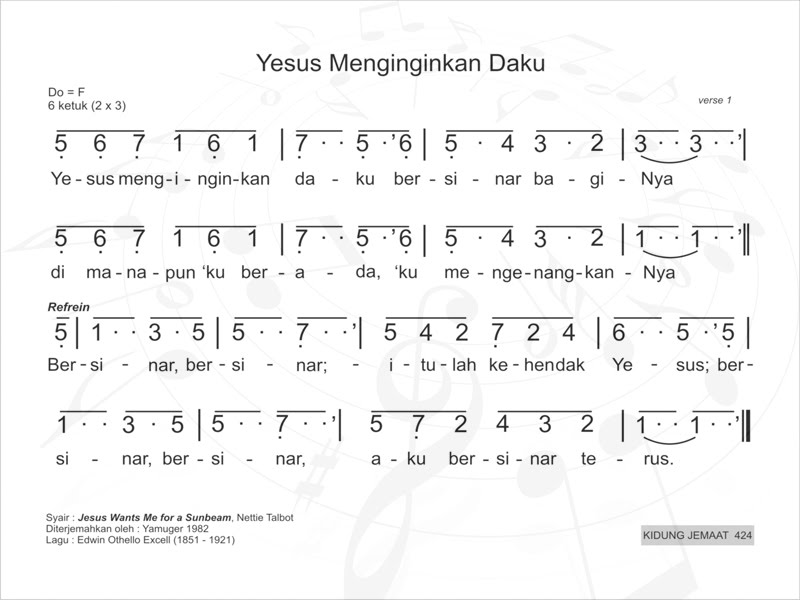 Yesus Menginginkan Daku
Do = F
6 ketuk (2 x 3)
verse 1
5̣ 6̣ 7̣ 1 6̣ 1 | 7̣ · · 5̣ · ’ 6̣ | 5̣ · 4 3 · 2 | 3 · · 3 · · ’ |
Ye - sus meng - i - ngin - kan da - ku ber - si - nar ba - gi - Nya
5̣ 6̣ 7̣ 1 6̣ 1 | 7̣ · · 5̣ · ’ 6̣ | 5̣ · 4 3 · 2 | 1 · · 1 · · ’ ||
di ma - na - pun ‘ku ber - a - da, ‘ku me - nge - nang - kan - Nya
Refrein
5̣ | 1 · · 3 · 5 | 5 · · 7̣ · · ’ | 5 4 2 7̣ 2 4 | 6 · · 5 · ’ 5̣ |
Ber - si - nar, ber - si - nar; - i - tu - lah ke - hendak Ye - sus; ber -
1 · · 3 · 5 | 5 · · 7̣ · · ’ | 5 7̣ 2 4 3 2 | 1 · · 1 · · ’ ||
si - nar, ber - si - nar, a - ku ber - si - nar te - rus.
Syair : Jesus Wants Me for a Sunbeam, Nettie Talbot
Diterjemahkan oleh : Yamuger 1982
Lagu : Edwin Othello Excell (1851 - 1921)
KIDUNG JEMAAT 424